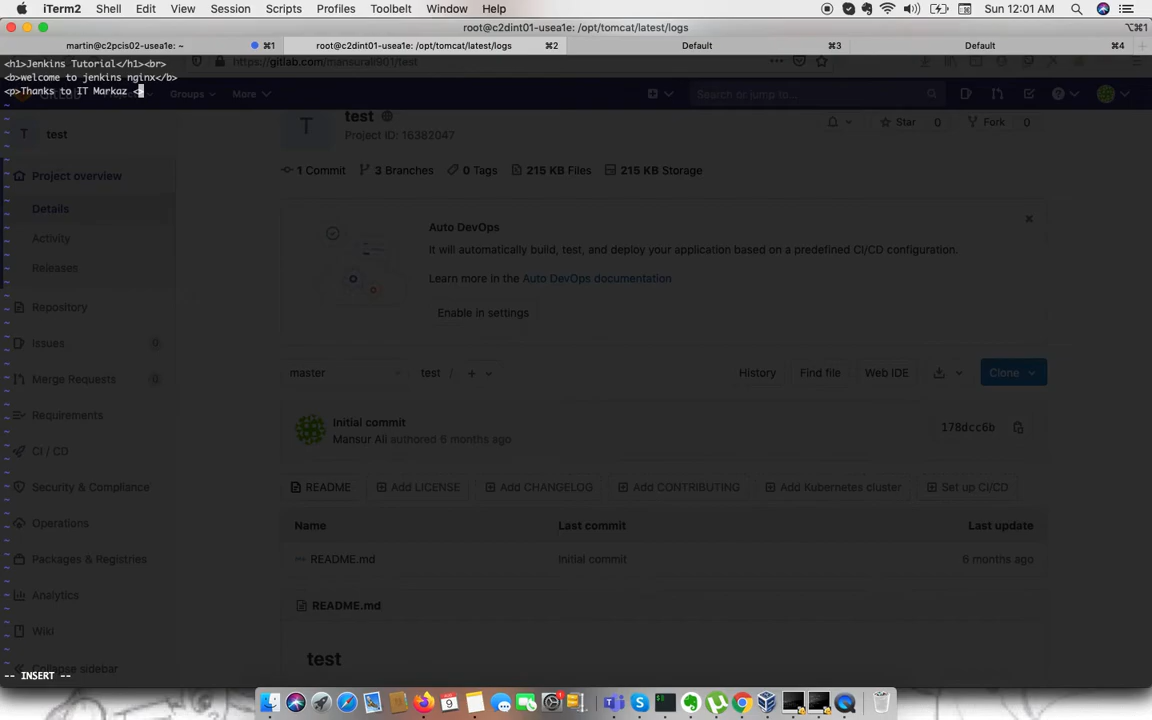 iTerm2 Shell Edit View Session Scripts Profiles Toolbelt Window Help Sun 12:01 AM
root@c2dint01-usea1e: /opt/tomcat/latest/logs ⌥⌘1
martin@c2pcis02-usea1e: ~ ⌘1 root@c2dint01-usea1e: /opt/tomcat/latest/logs ⌘2 Default ⌘3 Default ⌘4
<h1>Jenkins Tutorial</h1><br>
https://gitlab.com/mansurali901/test
<b>welcome to jenkins nginx</b>
<p>Thanks to IT Markaz <>
Groups More Search or jump to...
test
T test
Project ID: 16382047
Star 0 Fork 0
1 Commit 3 Branches 0 Tags 215 KB Files 215 KB Storage
Project overview
Details
Activity
Releases
Repository
Issues 0
Merge Requests 0
Requirements
CI / CD
Security & Compliance
Operations
Packages & Registries
Analytics
Wiki
Collapse sidebar
Auto DevOps
It will automatically build, test, and deploy your application based on a predefined CI/CD configuration.
Learn more in the Auto DevOps documentation
Enable in settings
master test / +
History Find file Web IDE Clone
Initial commit
Mansur Ali authored 6 months ago
178dcc6b
README Add LICENSE Add CHANGELOG Add CONTRIBUTING Add Kubernetes cluster Set up CI/CD
Name Last commit Last update
README.md Initial commit 6 months ago
README.md
test
-- INSERT --
9